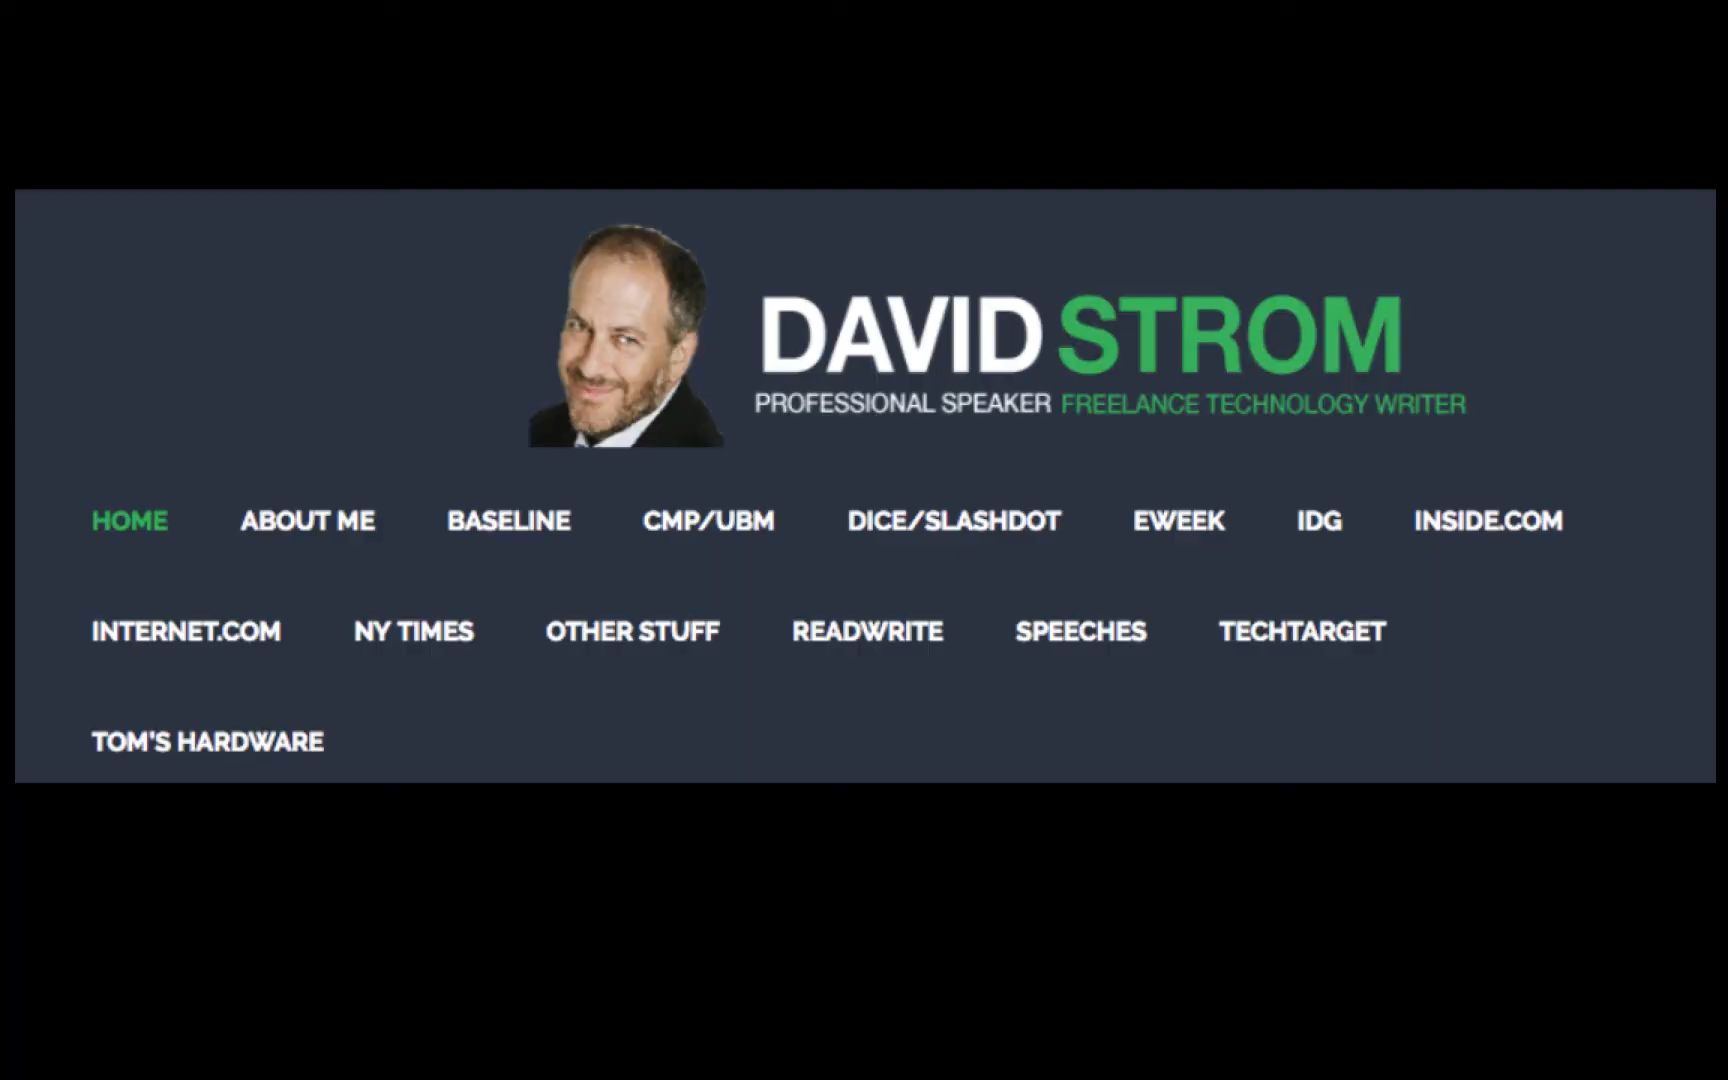 DAVID STROM
PROFESSIONAL SPEAKER FREELANCE TECHNOLOGY WRITER
HOME ABOUT ME BASELINE CMP/UBM DICE/SLASHDOT EWEEK IDG INSIDE.COM
INTERNET.COM NY TIMES OTHER STUFF READWRITE SPEECHES TECHTARGET
TOM'S HARDWARE